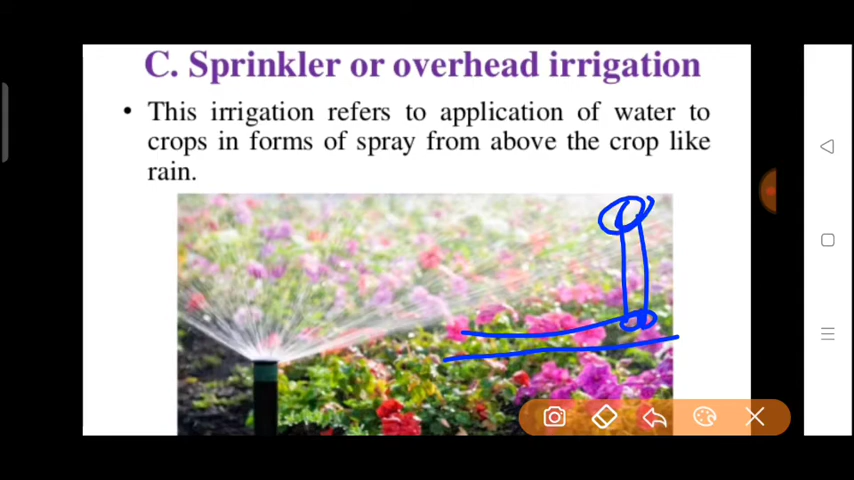 C. Sprinkler or overhead irrigation
• This irrigation refers to application of water to
crops in forms of spray from above the crop like
rain.